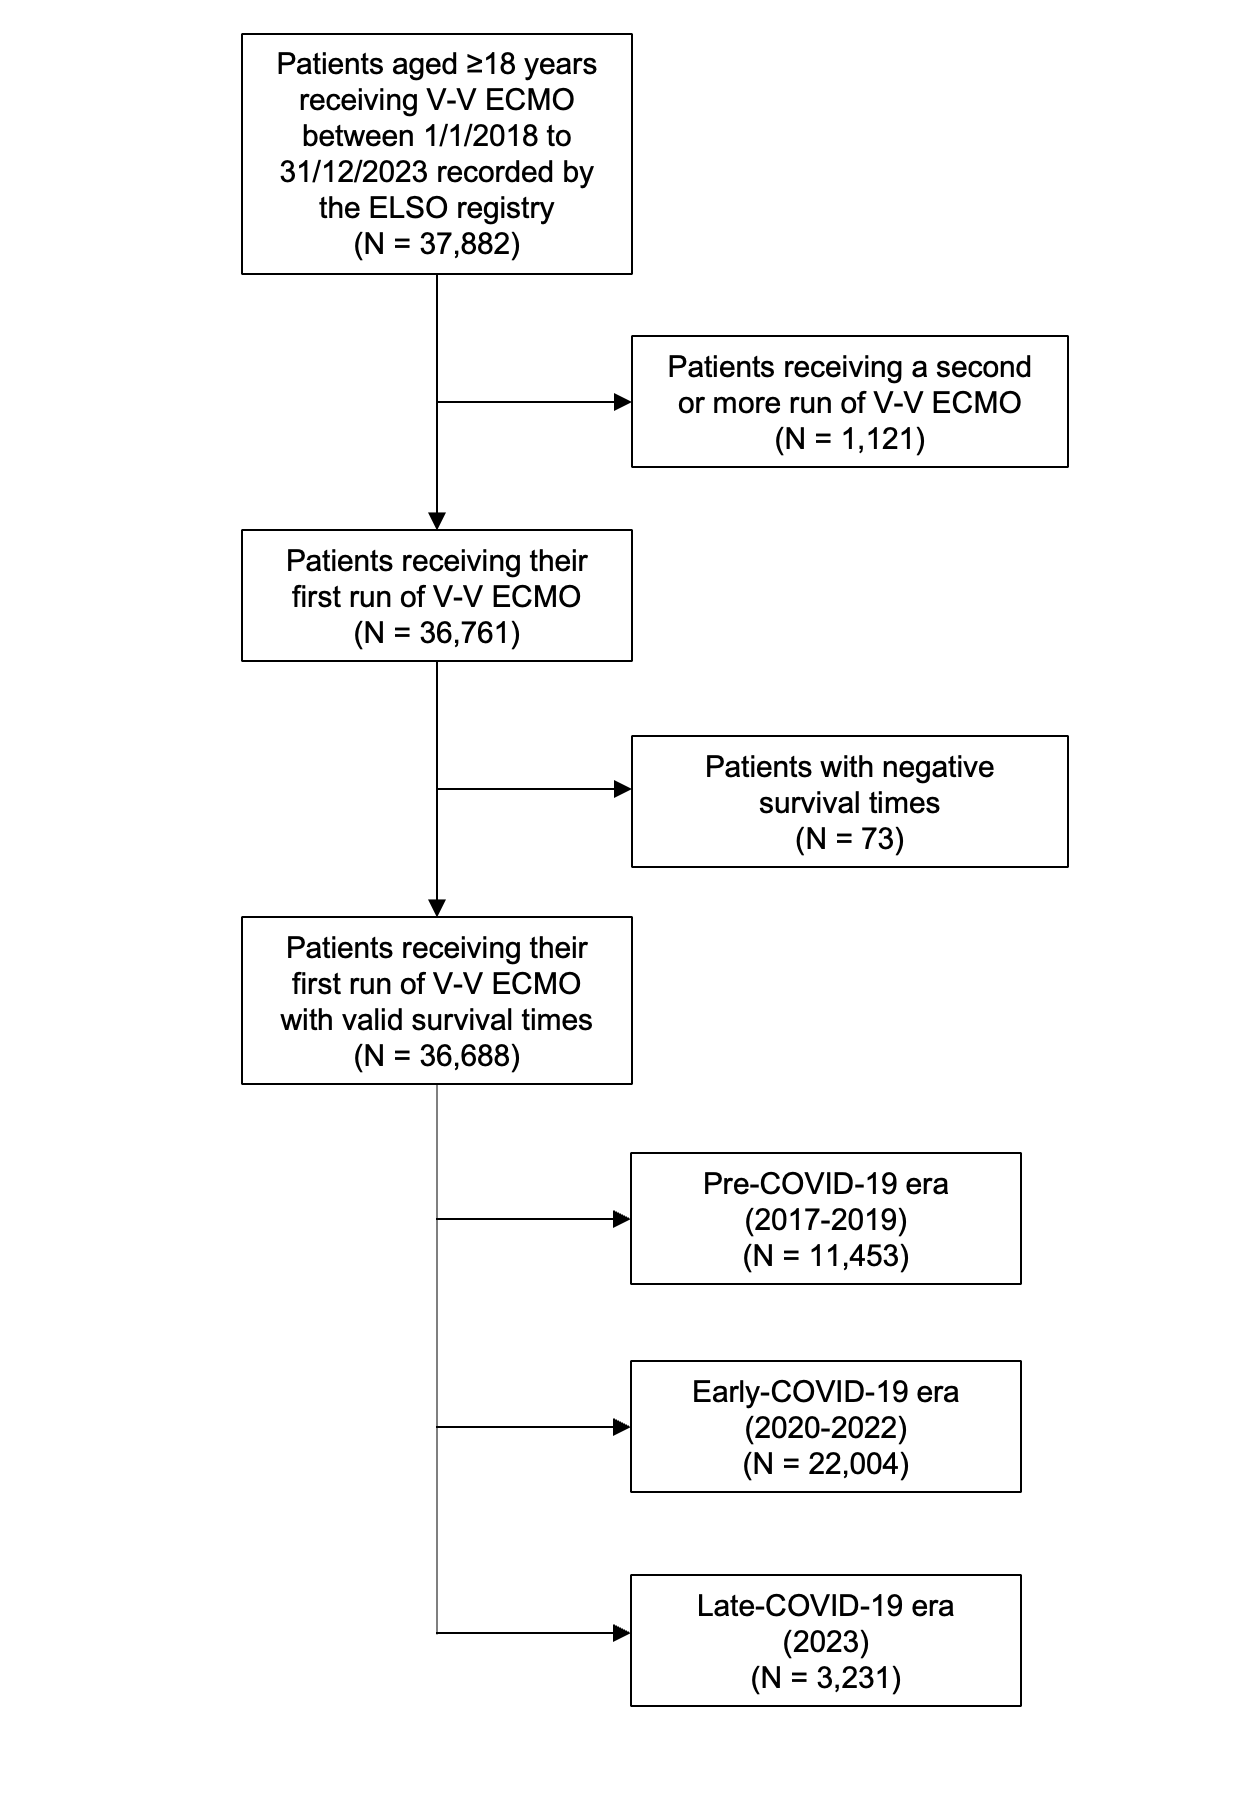 Patients aged ≥18 years
receiving V-V ECMO
between 1/1/2018 to
31/12/2023 recorded by
the ELSO registry
(N = 37,882)
Patients receiving a second
or more run of V-V ECMO
(N = 1,121)
Patients receiving their
first run of V-V ECMO
(N = 36,761)
Patients with negative
survival times
(N = 73)
Patients receiving their
first run of V-V ECMO
with valid survival times
(N = 36,688)
Pre-COVID-19 era
(2017-2019)
(N = 11,453)
Early-COVID-19 era
(2020-2022)
(N = 22,004)
Late-COVID-19 era
(2023)
(N = 3,231)